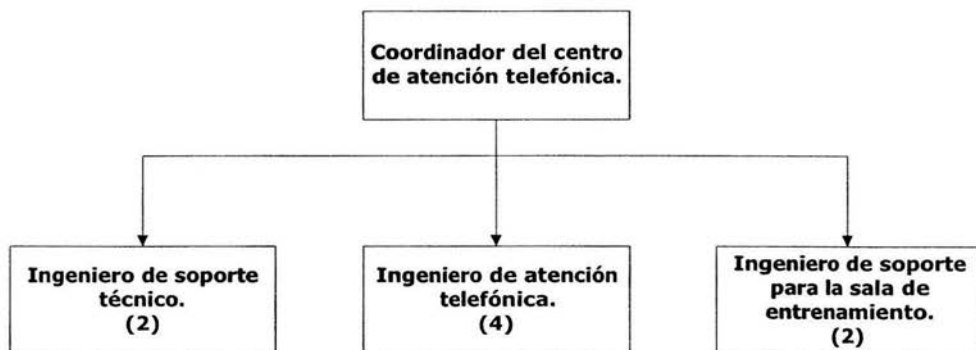 Coordinador del centro
de atención telefónica.
Ingeniero de soporte
técnico.
(2)
Ingeniero de atención
telefónica.
(4)
Ingeniero de soporte
para la sala de
entrenamiento.
(2)